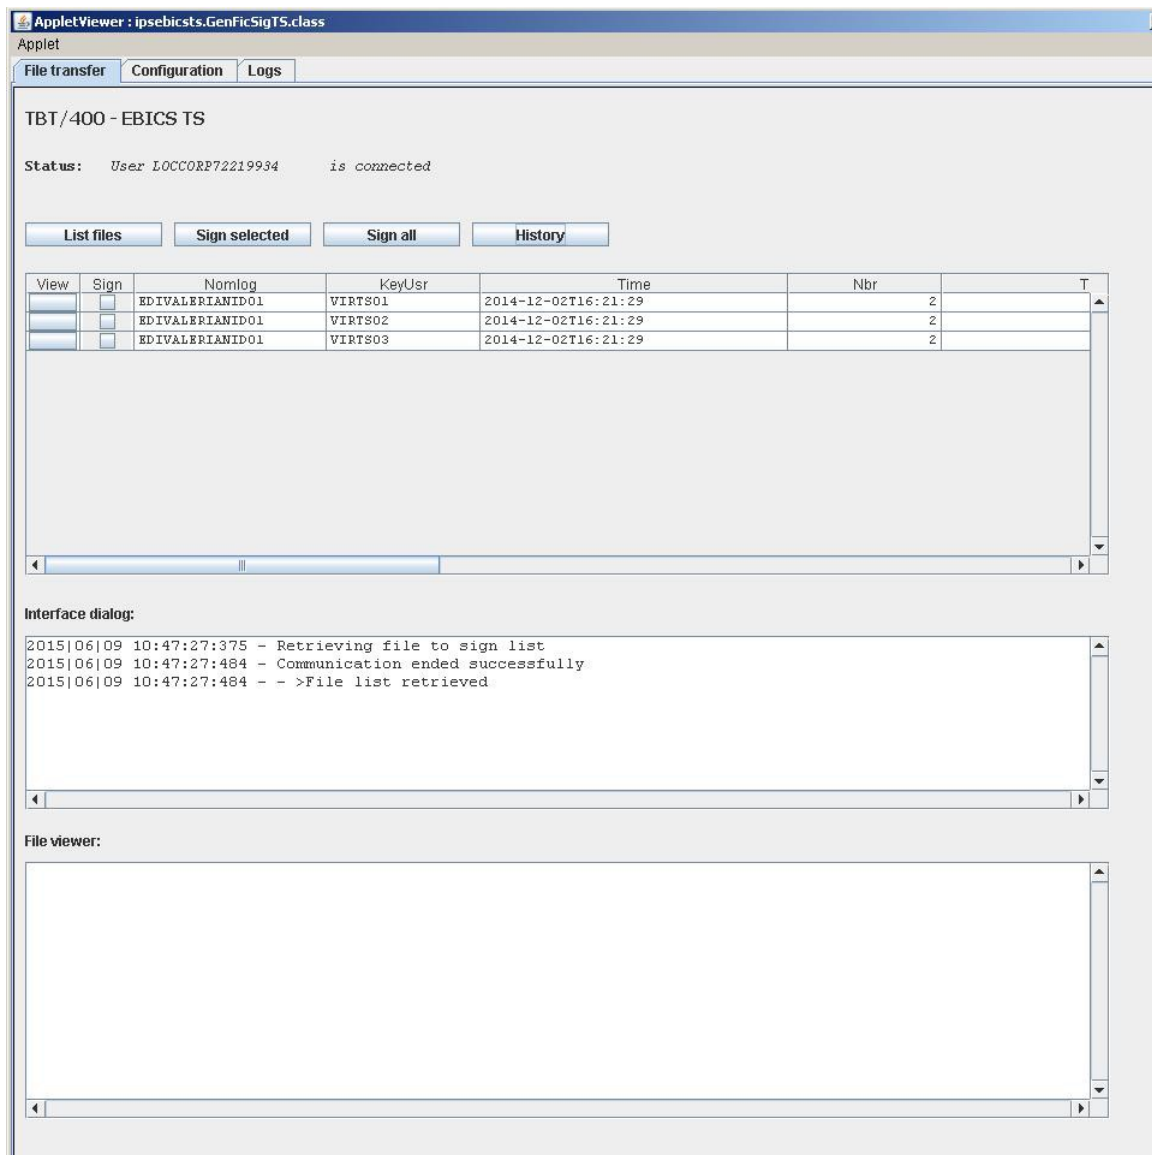 AppletViewer : ipsebicsts.GenFicSigTS.class
Applet
File transfer Configuration Logs
TBT/400 - EBICS TS
Status: User LOCCORP72219934 is connected
List files Sign selected Sign all History
View Sign Nomlog KeyUsr Time Nbr T
EDIVALERIANID01 VIRTS01 2014-12-02T16:21:29 2
EDIVALERIANID01 VIRTS02 2014-12-02T16:21:29 2
EDIVALERIANID01 VIRTS03 2014-12-02T16:21:29 2
Interface dialog:
2015|06|09 10:47:27:375 - Retrieving file to sign list
2015|06|09 10:47:27:484 - Communication ended successfully
2015|06|09 10:47:27:484 - - >File list retrieved
File viewer: